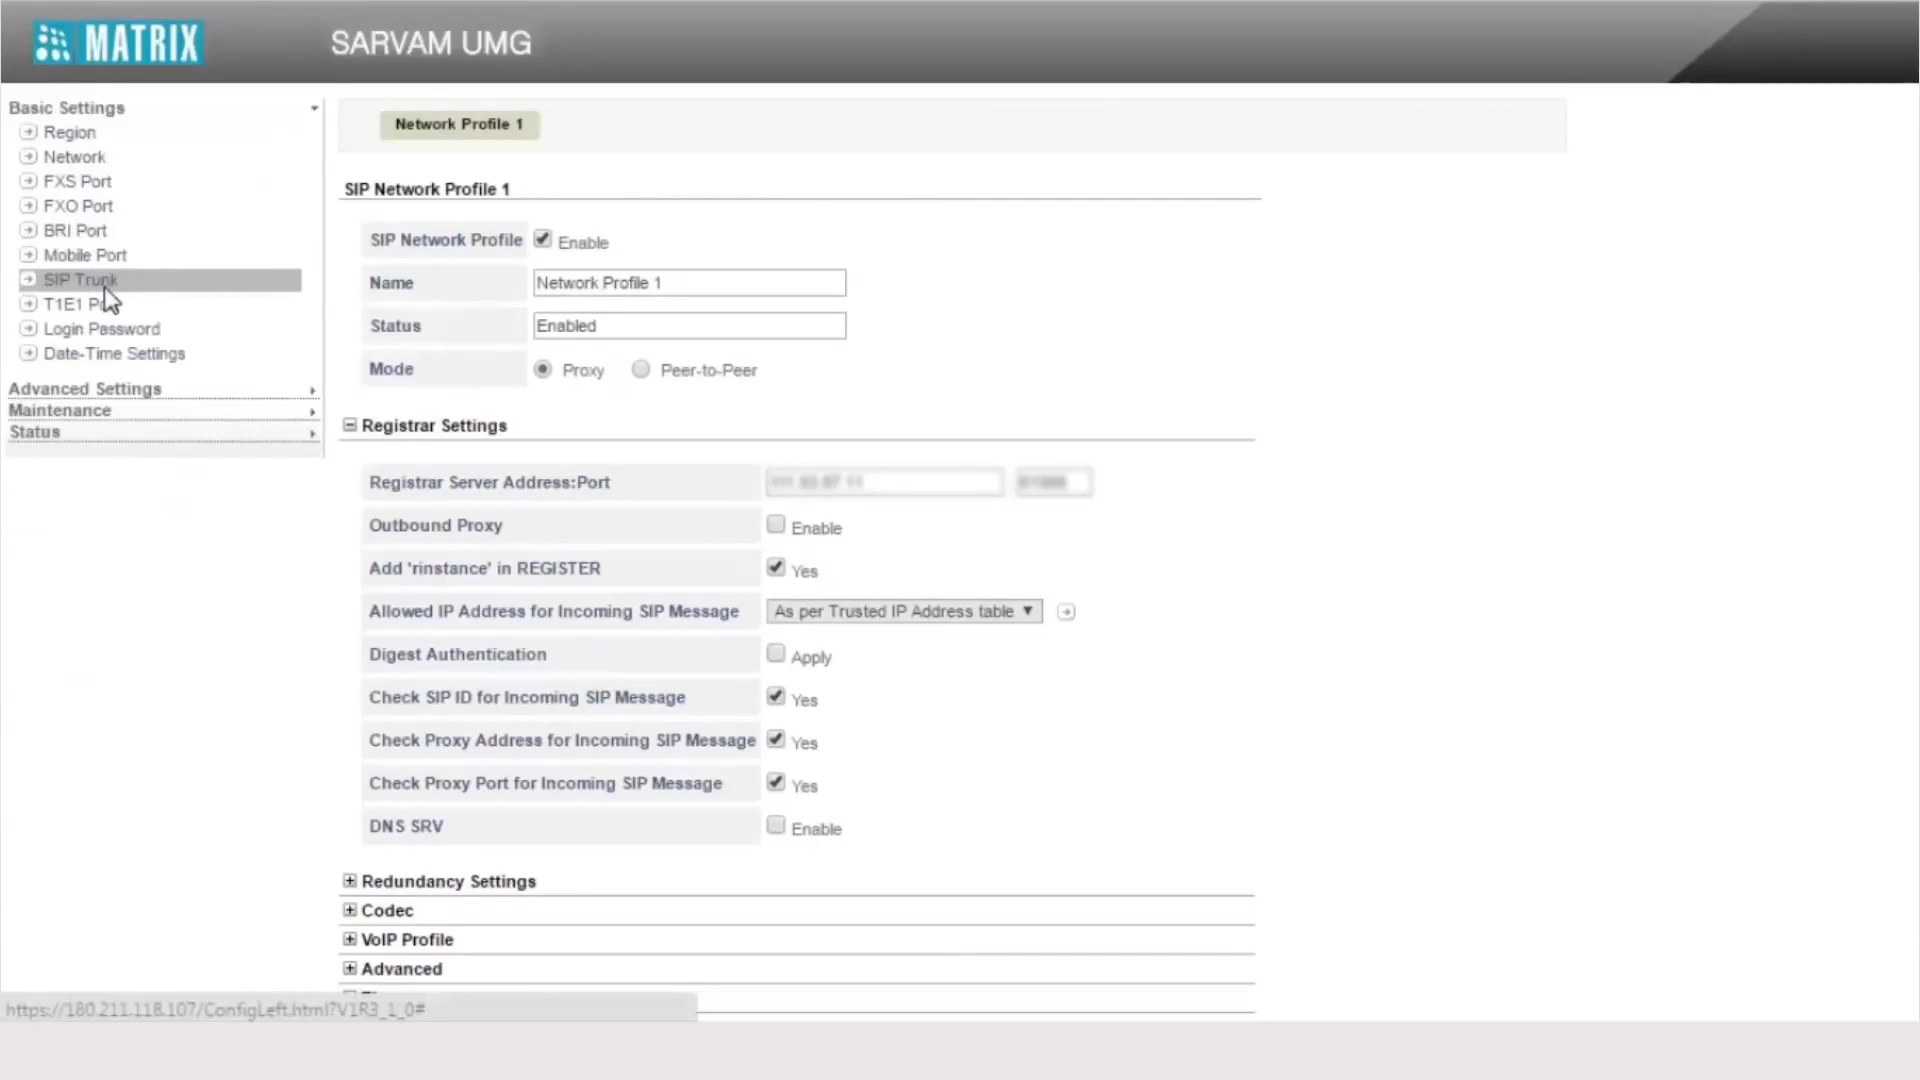 MATRIX
SARVAM UMG
Basic Settings
Region
Network
FXS Port
FXO Port
BRI Port
Mobile Port
SIP Trunk
T1E1
Login Password
Date-Time Settings
Advanced Settings
Maintenance
Status
Network Profile 1
SIP Network Profile 1
SIP Network Profile Enable
Name Network Profile 1
Status Enabled
Mode Proxy Peer-to-Peer
Registrar Settings
Registrar Server Address:Port
Outbound Proxy Enable
Add 'rinstance' in REGISTER Yes
Allowed IP Address for Incoming SIP Message As per Trusted IP Address table
Digest Authentication Apply
Check SIP ID for Incoming SIP Message Yes
Check Proxy Address for Incoming SIP Message Yes
Check Proxy Port for Incoming SIP Message Yes
DNS SRV Enable
Redundancy Settings
Codec
VoIP Profile
Advanced
https://180.211.118.107/ConfigLeft.html?V1R3_1_0#